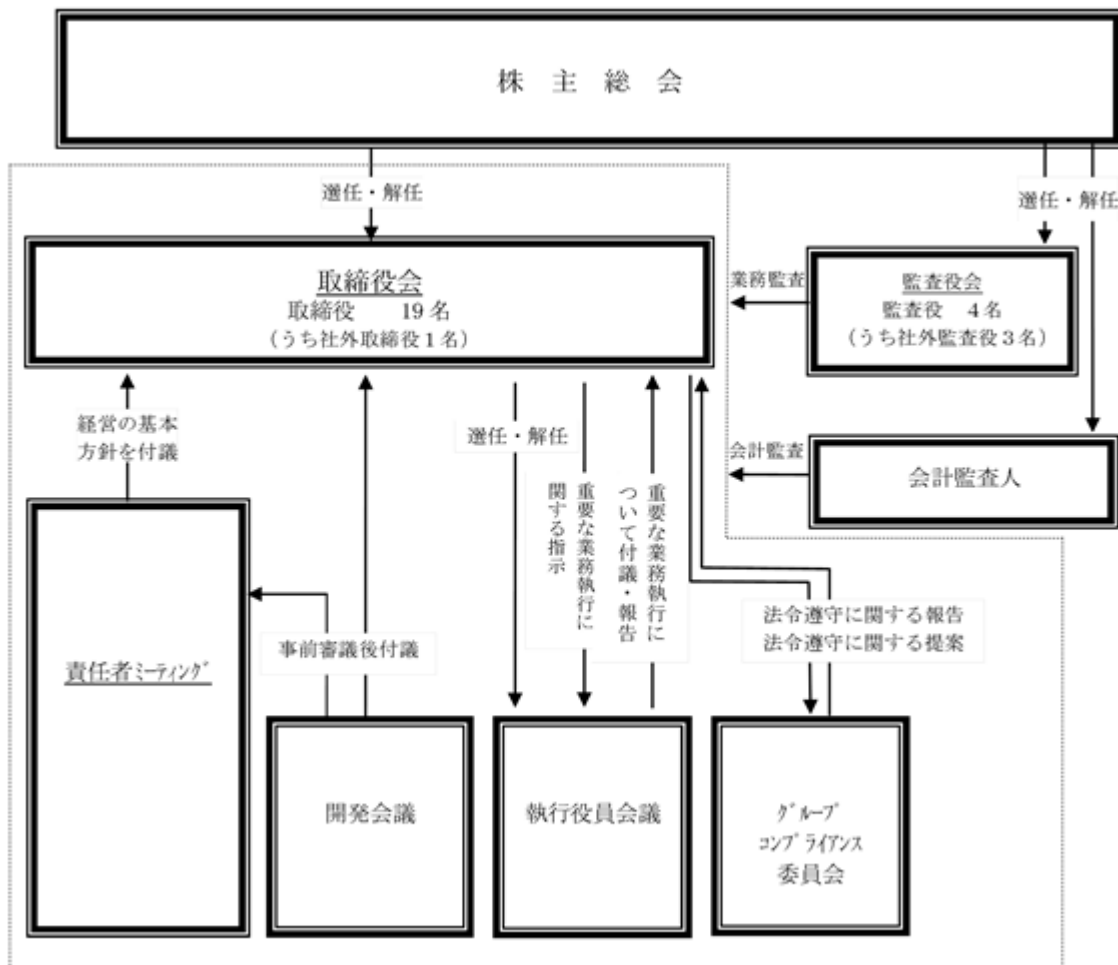 株主総会
選任・解任
選任・解任
取締役会
取締役 19名
(うち社外取締役1名)
業務監査
監査役会
監査役 4名
(うち社外監査役3名)
経営の基本
方針を付議
選任・解任
重要な業務執行に
関する指示
重要な業務執行に
ついて付議・報告
会計監査
会計監査人
事前審議後付議
法令遵守に関する報告
法令遵守に関する提案
責任者ミーティング
開発会議
執行役員会議
グループ
コンプライアンス
委員会